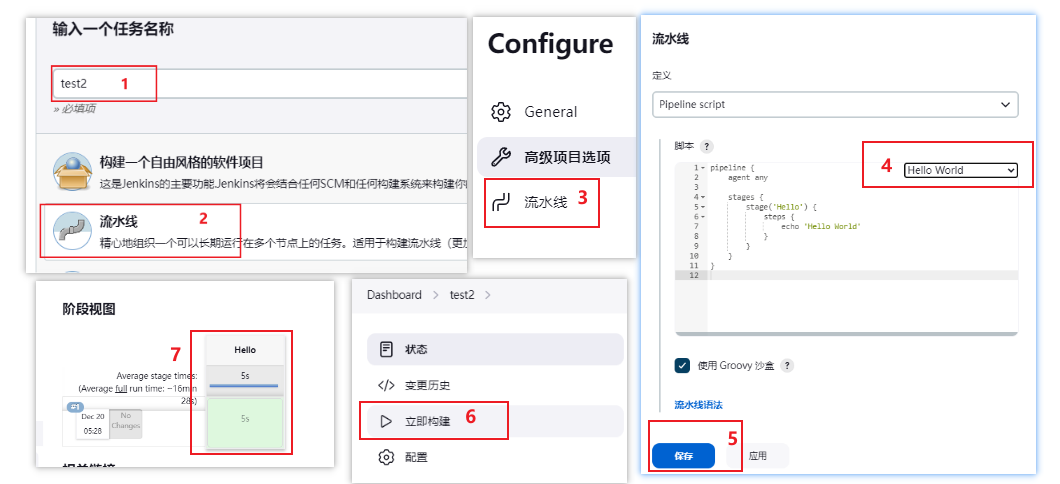 输入一个任务名称
test2
1
» 必填项
构建一个自由风格的软件项目
这是Jenkins的主要功能.Jenkins将会结合任何SCM和任何构建系统来构建你
流水线
2
精心地组织一个可以长期运行在多个节点上的任务。适用于构建流水线（更
Configure
General
高级项目选项
流水线
3
流水线
定义
Pipeline script
脚本 ?
4
Hello World
1 pipeline {
2 agent any
3
4 stages {
5 stage('Hello') {
6 steps {
7 echo 'Hello World'
8 }
9 }
10 }
11 }
12
使用 Groovy 沙盒 ?
流水线语法
5
保存
应用
Dashboard > test2 >
状态
</> 变更历史
立即构建
6
配置
阶段视图
7
Hello
Average stage times:
5s
(Average full run time: ~16min
28s)
#1
Dec 20
05:28
No
Changes
5s